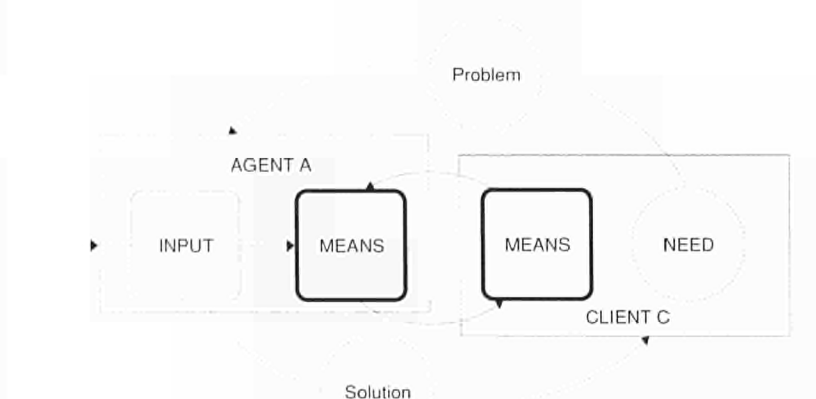 Problem
AGENT A
INPUT
MEANS
MEANS
NEED
CLIENT C
Solution